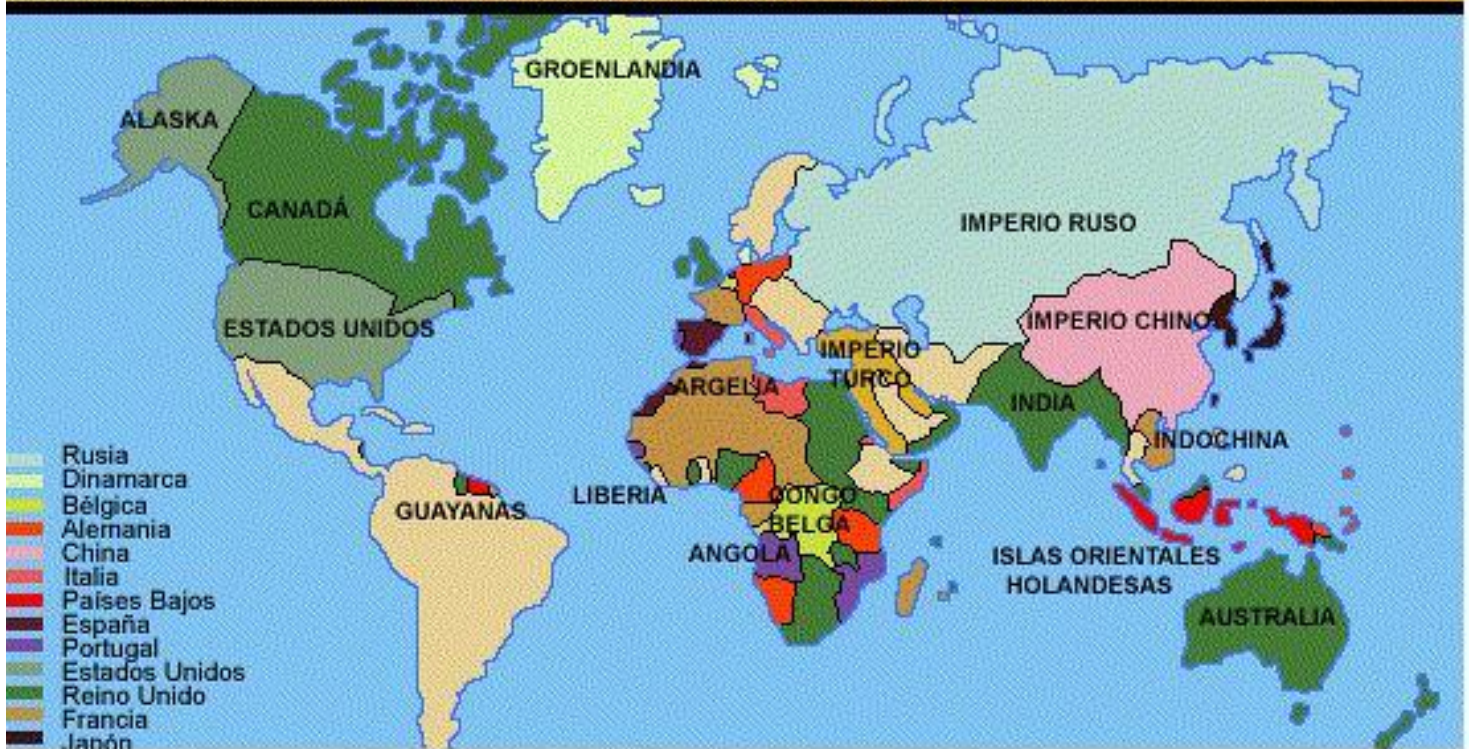 GROENLANDIA
ALASKA
CANADÁ
IMPERIO RUSO
ESTADOS UNIDOS
IMPERIO CHINO
IMPERIO
TURCO
ARGELIA
INDIA
INDOCHINA
LIBERIA
GUAYANAS
CONGO
BELGA
ANGOLA
ISLAS ORIENTALES
HOLANDESAS
AUSTRALIA
Rusia
Dinamarca
Bélgica
Alemania
China
Italia
Países Bajos
España
Portugal
Estados Unidos
Reino Unido
Francia
Japón